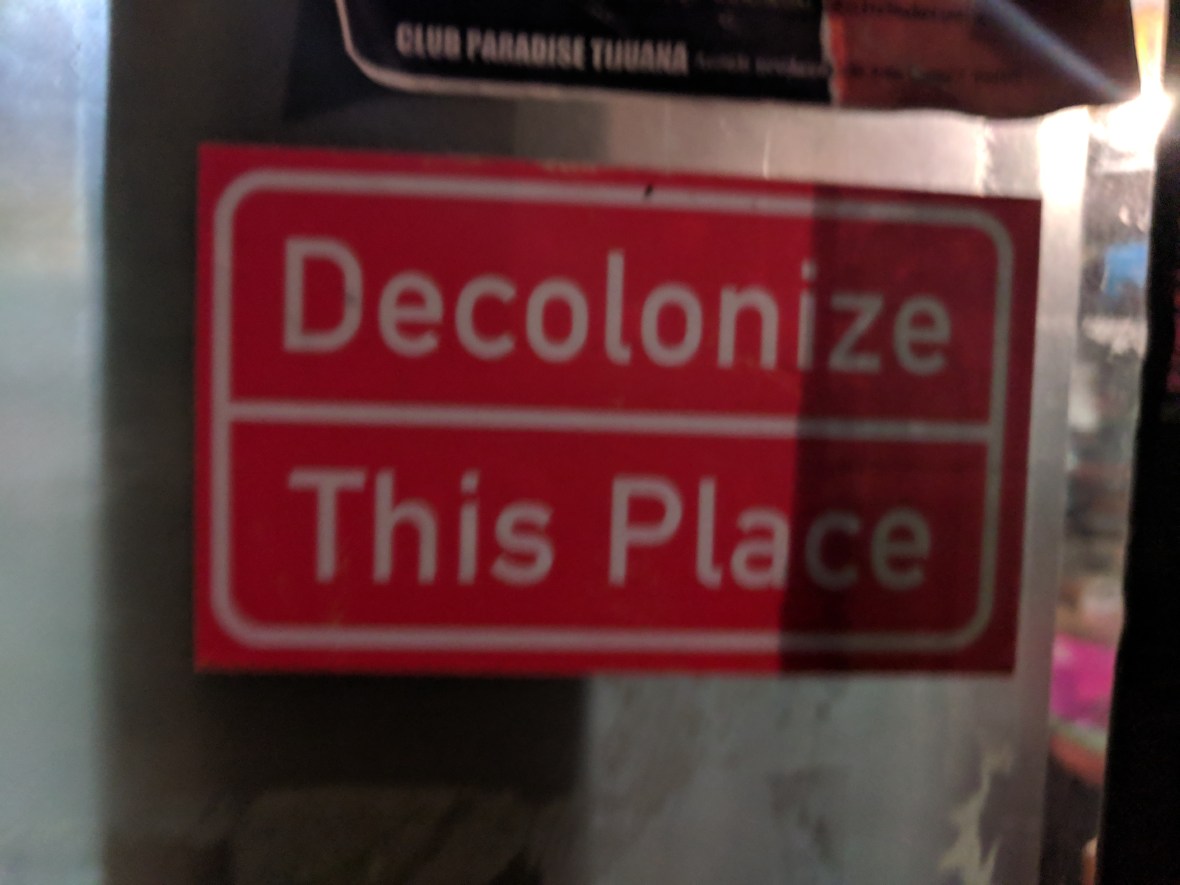 CLUB PARADISE TIJUANA
Decolonize
This Place